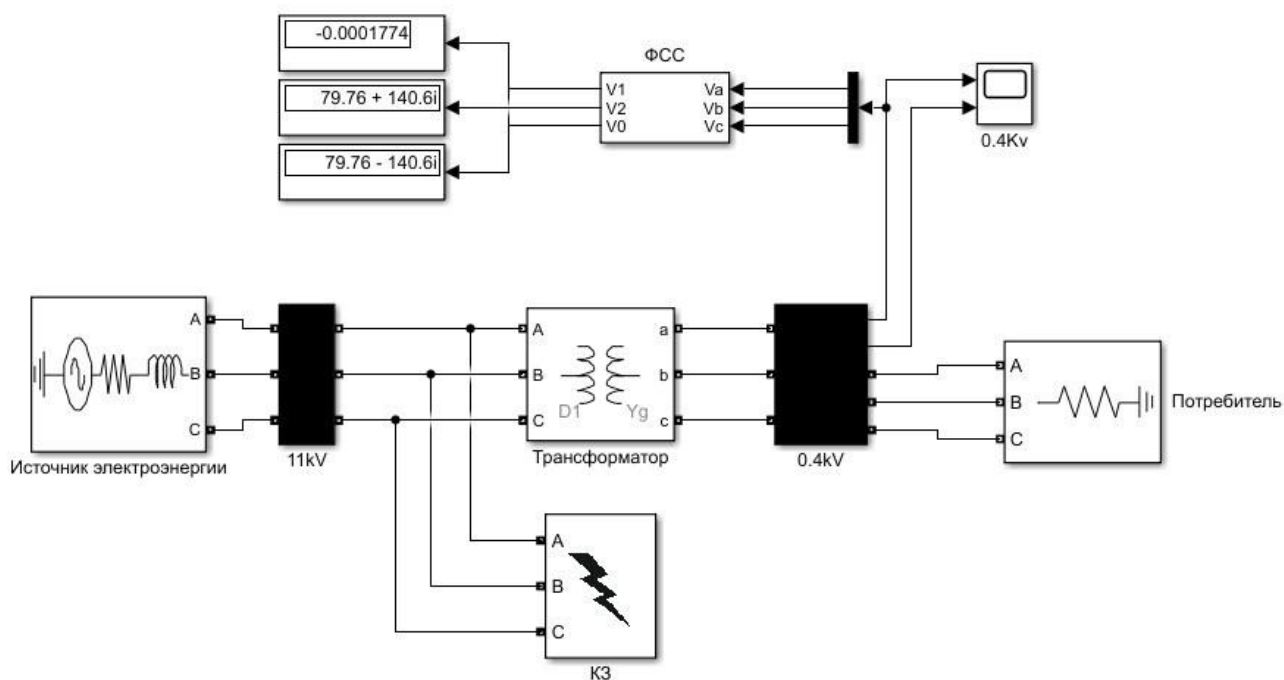 -0.0001774
79.76 + 140.6i
79.76 - 140.6i
ФСС
V1
V2
V0
Va
Vb
Vc
0.4Kv
A
B
C
Источник электроэнергии
11kV
A
B
C
D1
Yg
a
b
c
Трансформатор
0.4kV
A
B
C
Потребитель
A
B
C
КЗ